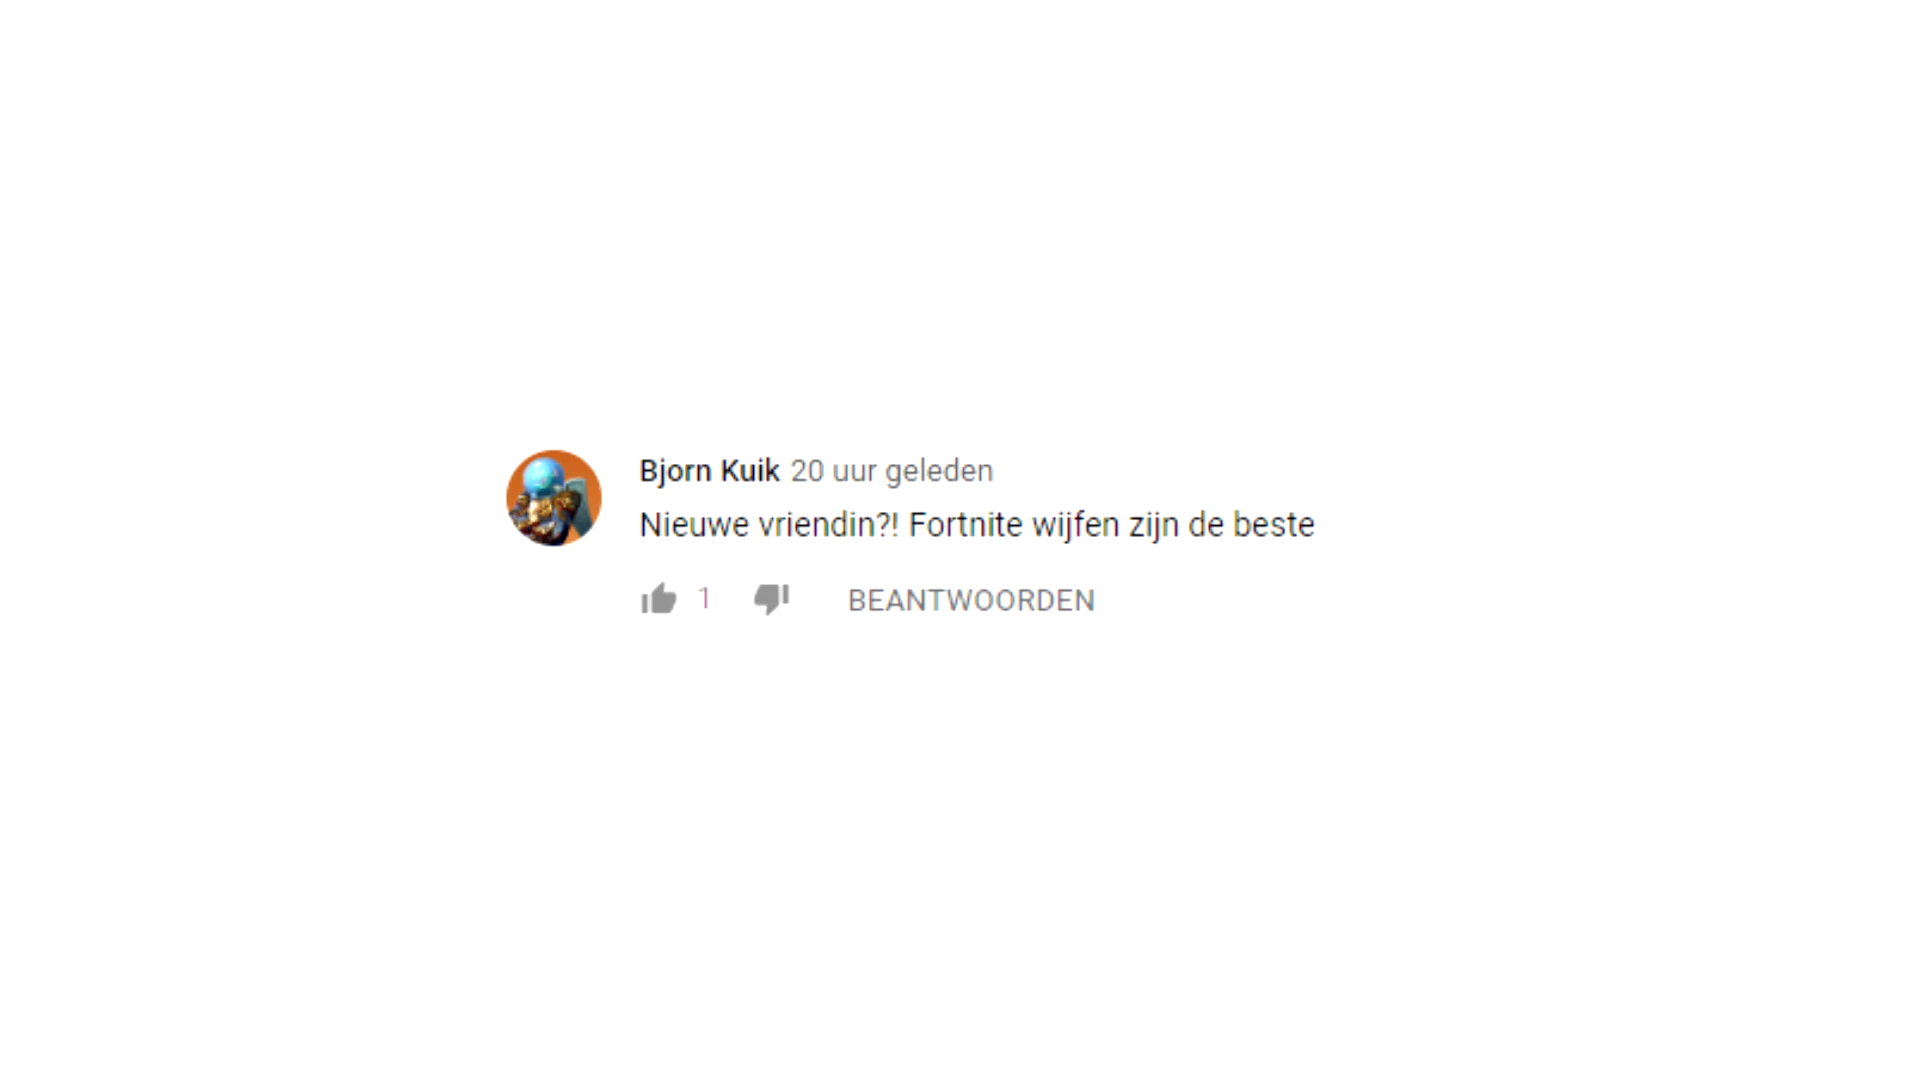 Bjorn Kuik 20 uur geleden
Nieuwe vriendin?! Fortnite wijfen zijn de beste
1 BEANTWOORDEN